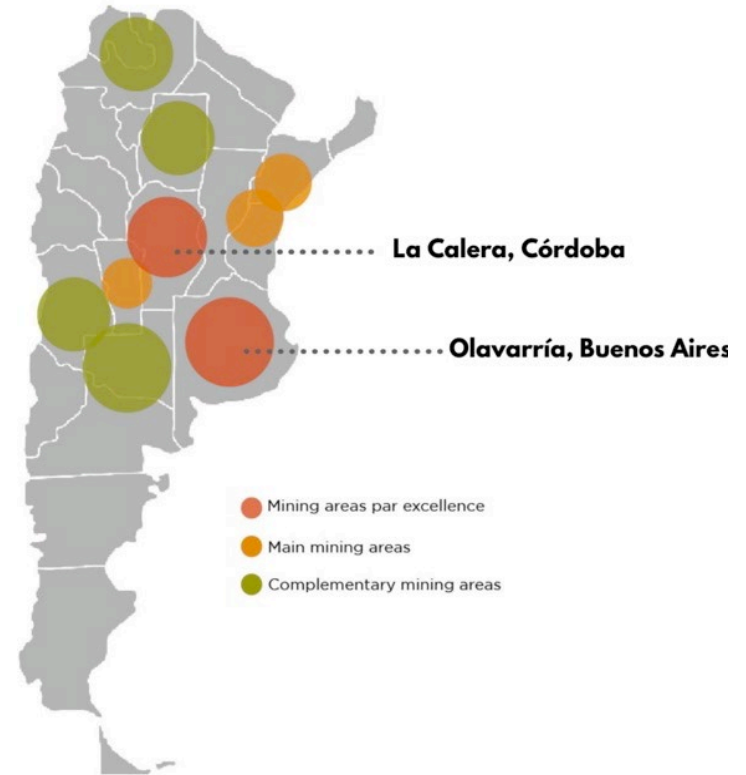 La Calera, Córdoba
Olavarría, Buenos Aires
Mining areas par excellence
Main mining areas
Complementary mining areas